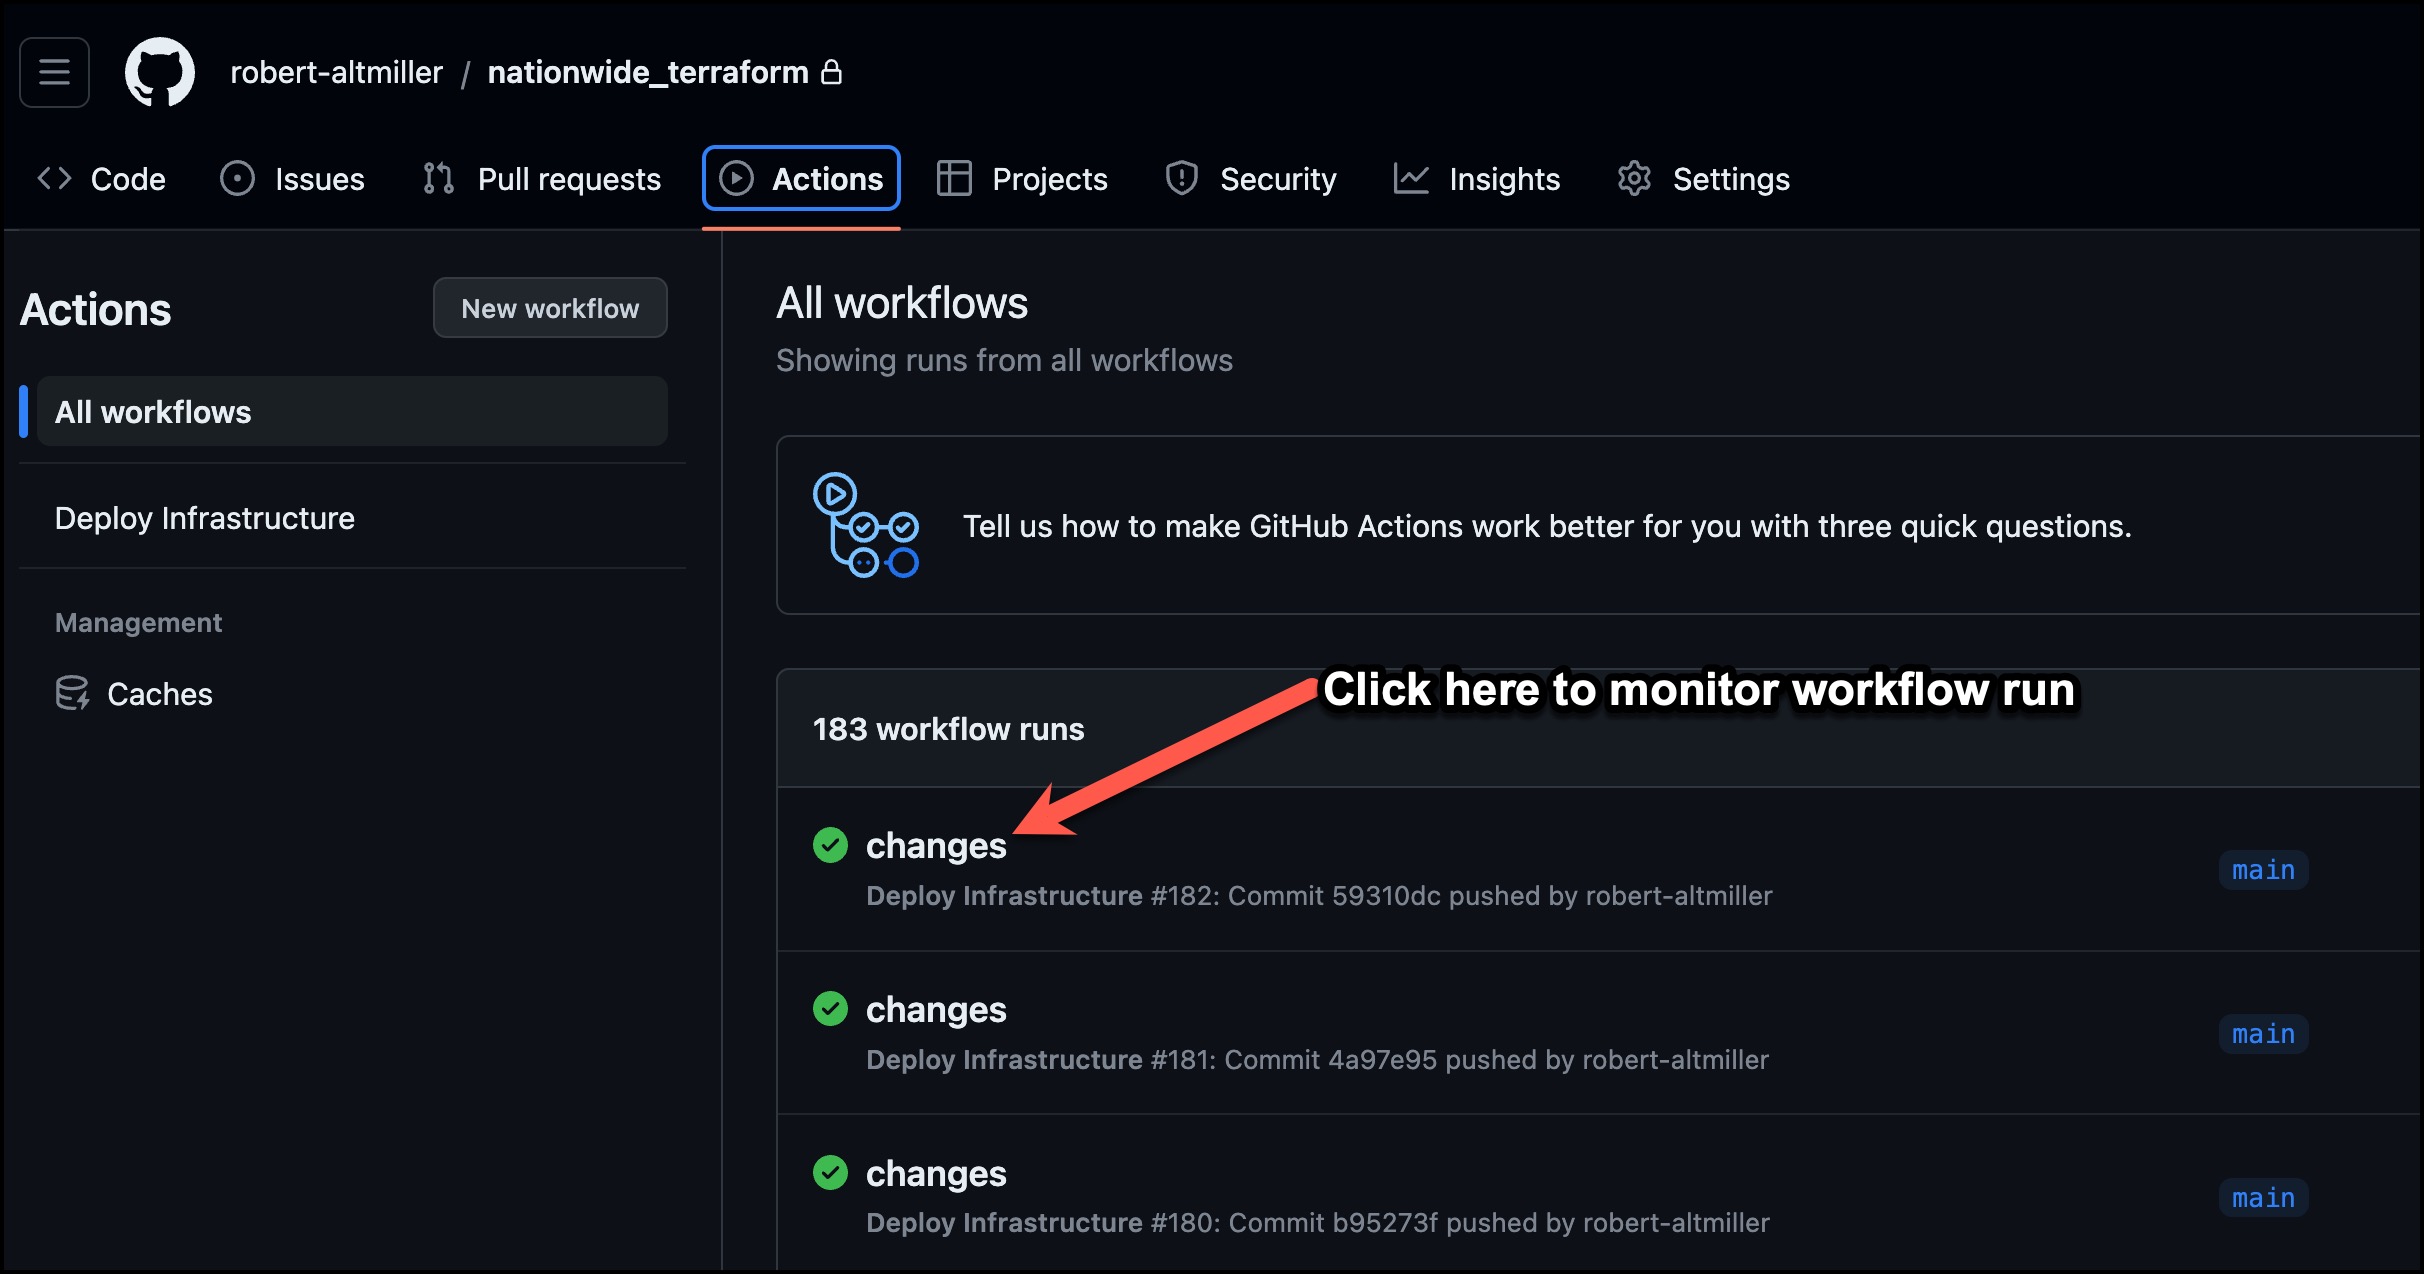 robert-altmiller / nationwide_terraform
Code Issues Pull requests Actions Projects Security Insights Settings
Actions
New workflow
All workflows
Deploy Infrastructure
Management
Caches
All workflows
Showing runs from all workflows
Tell us how to make GitHub Actions work better for you with three quick questions.
Click here to monitor workflow run
183 workflow runs
changes
Deploy Infrastructure #182: Commit 59310dc pushed by robert-altmiller
main
changes
Deploy Infrastructure #181: Commit 4a97e95 pushed by robert-altmiller
main
changes
Deploy Infrastructure #180: Commit b95273f pushed by robert-altmiller
main